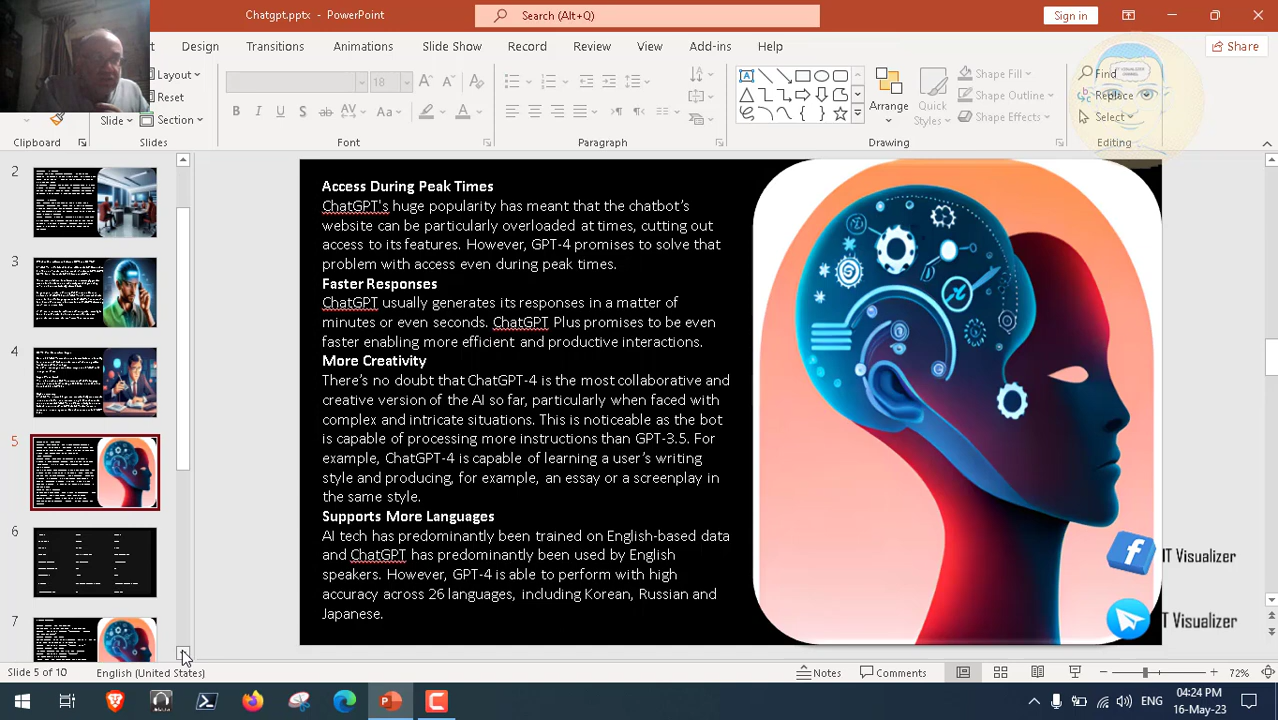 Chatgpt.pptx - PowerPoint
Search (Alt+Q)
Sign in
Design
Transitions
Animations
Slide Show
Record
Review
View
Add-ins
Help
Share
Layout
Reset
Slide
Section
18
B
I
U
S
ab
AV
Aa
A
Shape Fill
Shape Outline
Shape Effects
Arrange
Quick
Styles
Find
Replace
Select
Clipboard
Slides
Font
Paragraph
Drawing
Editing
2
3
4
5
6
7
Access During Peak Times
ChatGPT's huge popularity has meant that the chatbot's
website can be particularly overloaded at times, cutting out
access to its features. However, GPT-4 promises to solve that
problem with access even during peak times.
Faster Responses
ChatGPT usually generates its responses in a matter of
minutes or even seconds. ChatGPT Plus promises to be even
faster enabling more efficient and productive interactions.
More Creativity
There's no doubt that ChatGPT-4 is the most collaborative and
creative version of the AI so far, particularly when faced with
complex and intricate situations. This is noticeable as the bot
is capable of processing more instructions than GPT-3.5. For
example, ChatGPT-4 is capable of learning a user's writing
style and producing, for example, an essay or a screenplay in
the same style.
Supports More Languages
AI tech has predominantly been trained on English-based data
and ChatGPT has predominantly been used by English
speakers. However, GPT-4 is able to perform with high
accuracy across 26 languages, including Korean, Russian and
Japanese.
IT Visualizer
IT Visualizer
Slide 5 of 10
English (United States)
Notes
Comments
72%
ENG
04:24 PM
16-May-23